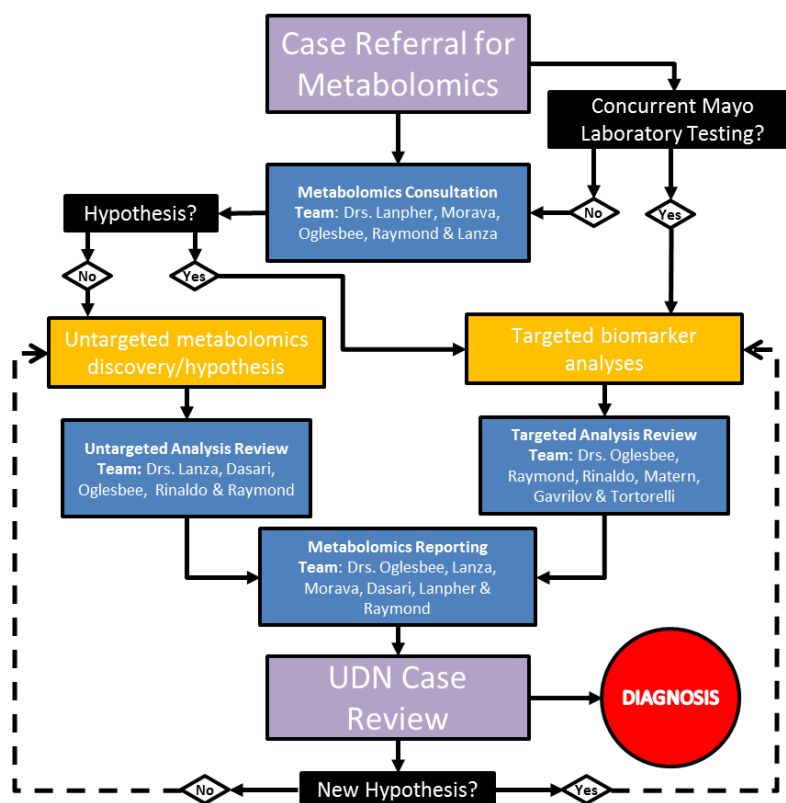 Case Referral for
Metabolomics
Concurrent Mayo
Laboratory Testing?
Metabolomics Consultation
Team: Drs. Lanpher, Morava,
Oglesbee, Raymond & Lanza
Hypothesis?
No
Yes
No
Yes
Untargeted metabolomics
discovery/hypothesis
Targeted biomarker
analyses
Untargeted Analysis Review
Team: Drs. Lanza, Dasari,
Oglesbee, Rinaldo & Raymond
Targeted Analysis Review
Team: Drs. Oglesbee,
Raymond, Rinaldo, Matern,
Gavrilov & Tortorelli
Metabolomics Reporting
Team: Drs. Oglesbee, Lanza,
Morava, Dasari, Lanpher &
Raymond
UDN Case
Review
DIAGNOSIS
No
New Hypothesis?
Yes